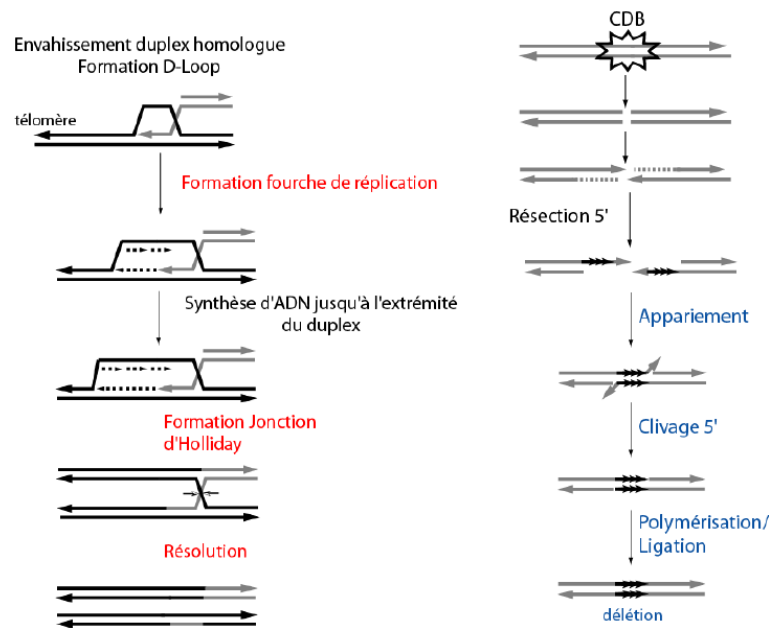 Envahissement duplex homologue
Formation D-Loop
télomère
Formation fourche de réplication
Synthèse d'ADN jusqu'à l'extrémité
du duplex
Formation Jonction
d'Holliday
Résolution
CDB
Résection 5'
Appariement
Clivage 5'
Polymérisation/
Ligation
délétion